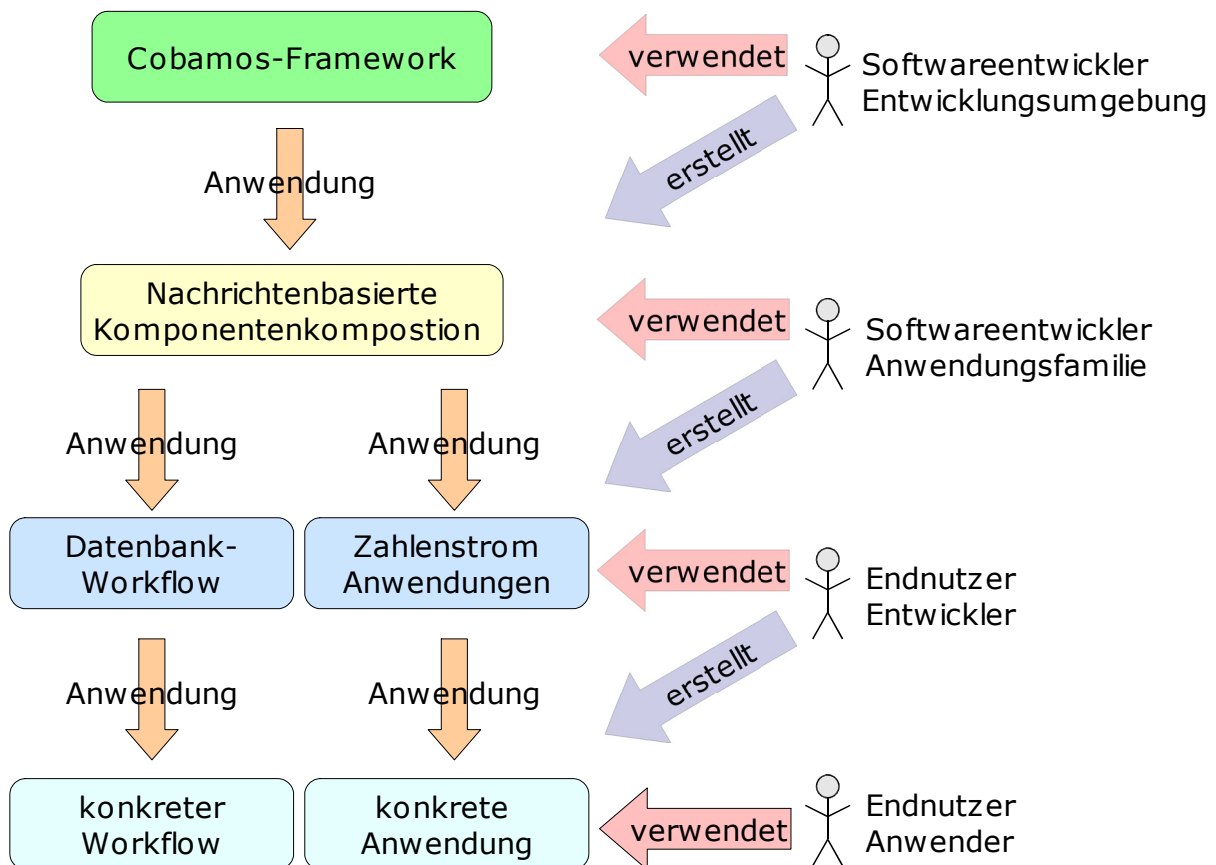 Cobamos-Framework
verwendet
Softwareentwickler
Entwicklungsumgebung
erstellt
Anwendung
Nachrichtenbasierte
Komponentenkompostion
verwendet
Softwareentwickler
Anwendungsfamilie
erstellt
Anwendung
Anwendung
Datenbank-
Workflow
Zahlenstrom
Anwendungen
verwendet
Endnutzer
Entwickler
erstellt
Anwendung
Anwendung
konkreter
Workflow
konkrete
Anwendung
verwendet
Endnutzer
Anwender